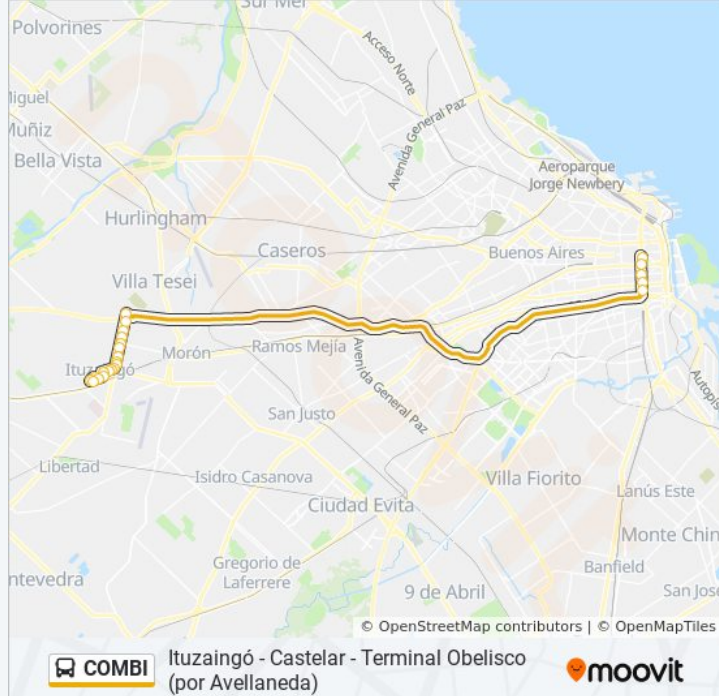 Sur Mer
Polvorines
Acceso Norte
Miguel
Muñiz
Avenida General Paz
Bella Vista
Aeroparque
Jorge Newbery
Hurlingham
Caseros
Buenos Aires
Villa Tesei
Morón
Ramos Mejía
Ituzaingó
Avenida General Paz
San Justo
Autopis
Libertad
Isidro Casanova
Villa Fiorito
Lanús Este
Ciudad Evita
Monte Chin
Gregorio de
Laferrere
Banfield
ntevedra
9 de Abril
San José
© OpenStreetMap contributors | © OpenMapTiles
COMBI
Ituzaingó - Castelar - Terminal Obelisco
(por Avellaneda)
moovit